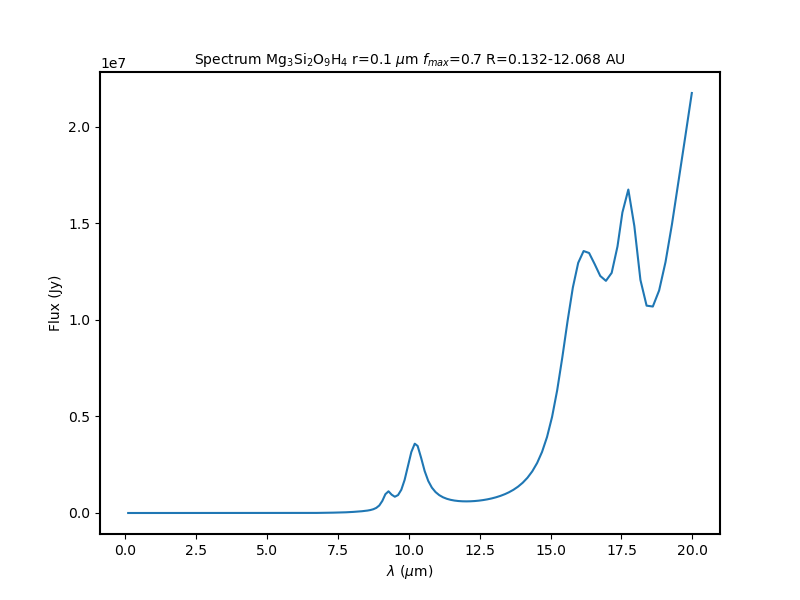 Spectrum Mg₃Si₂O₉H₄ r=0.1 μm f_max=0.7 R=0.132-12.068 AU
1e7
2.0
1.5
1.0
0.5
0.0
Flux (Jy)
0.0 2.5 5.0 7.5 10.0 12.5 15.0 17.5 20.0
λ (μm)